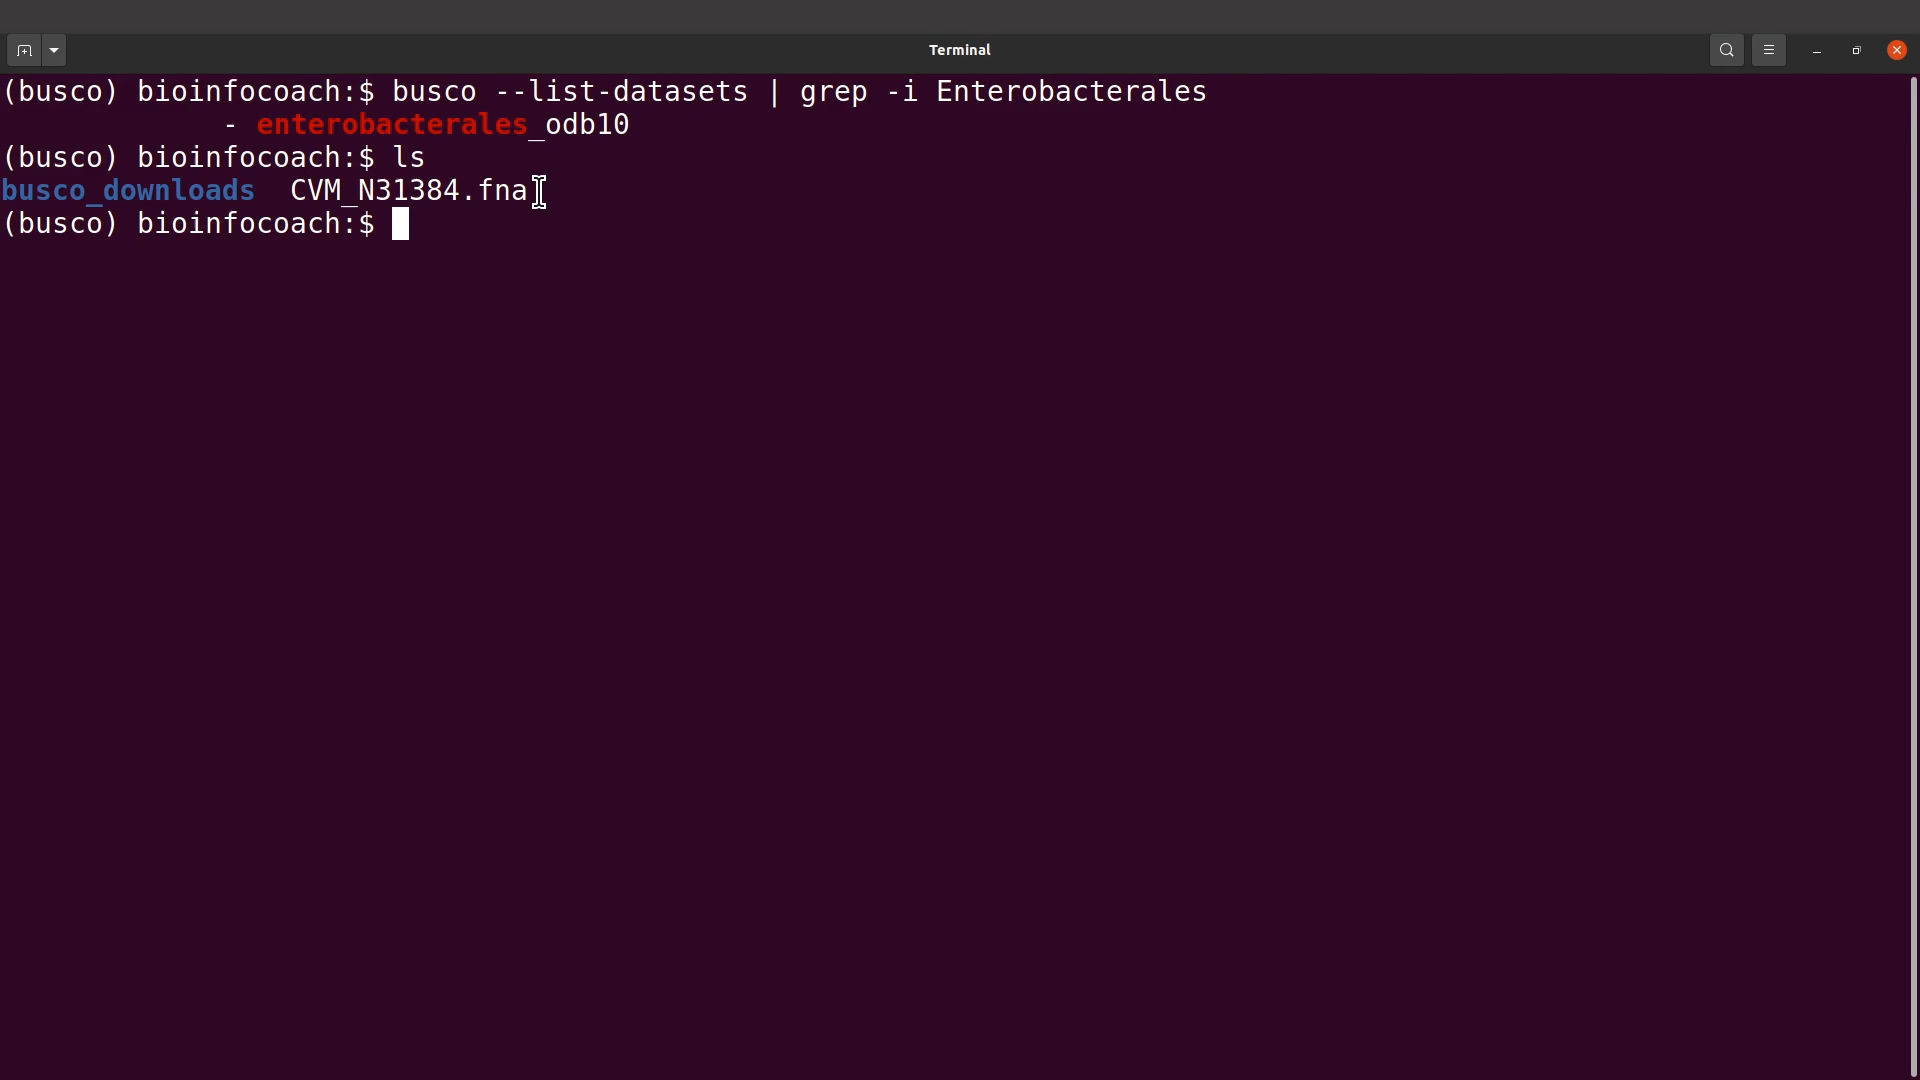 Terminal
(busco) bioinfocoach:$ busco --list-datasets | grep -i Enterobacterales
- enterobacterales_odb10
(busco) bioinfocoach:$ ls
busco_downloads  CVM_N31384.fna
(busco) bioinfocoach:$